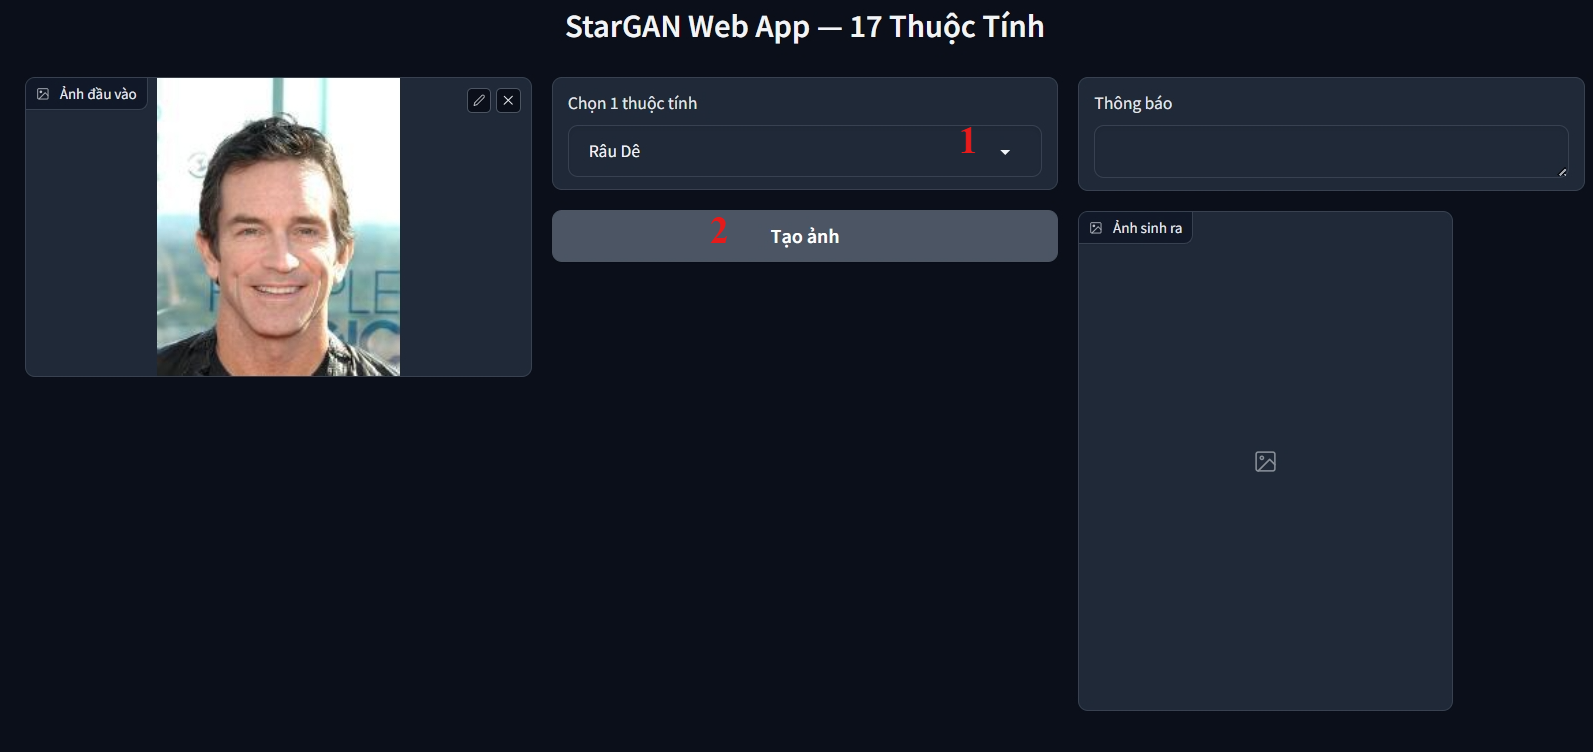 StarGAN Web App — 17 Thuộc Tính
Ảnh đầu vào
Chọn 1 thuộc tính
Râu Dê
1
2
Tạo ảnh
Thông báo
Ảnh sinh ra